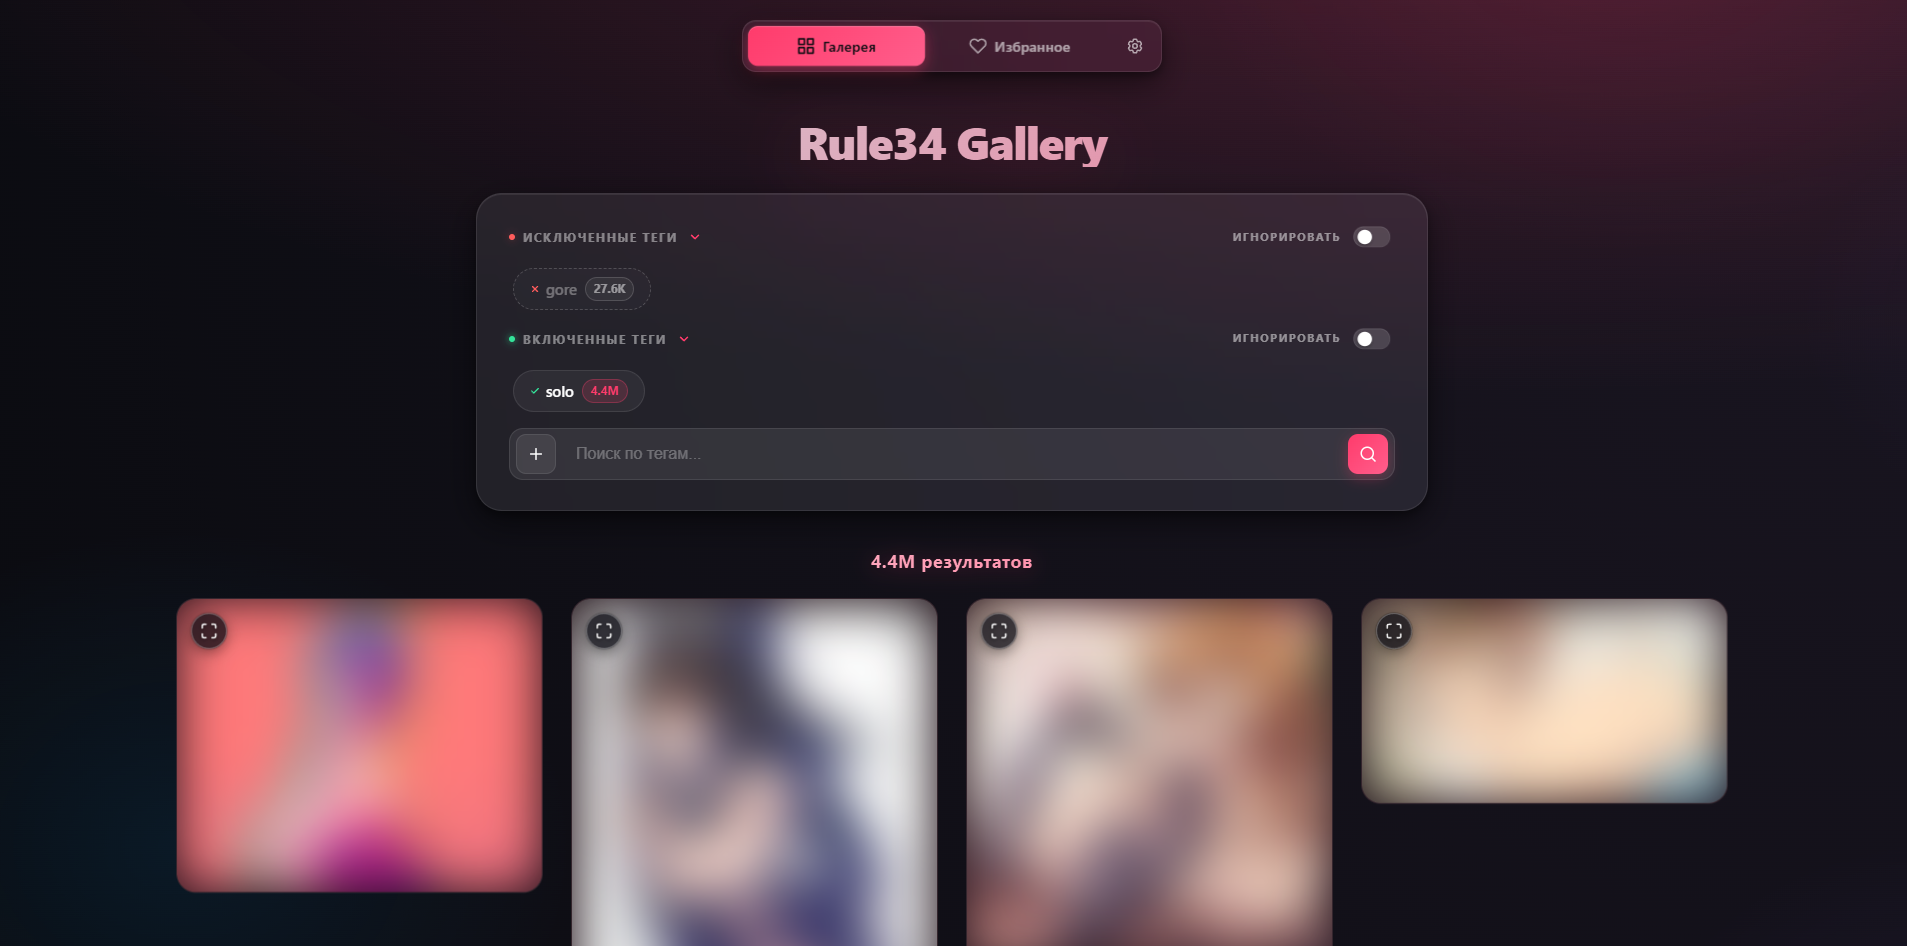 Галерея Избранное
Rule34 Gallery
ИСКЛЮЧЕННЫЕ ТЕГИ ИГНОРИРОВАТЬ
gore 27.6K
ВКЛЮЧЕННЫЕ ТЕГИ ИГНОРИРОВАТЬ
solo 4.4M
Поиск по тегам...
4.4M результатов